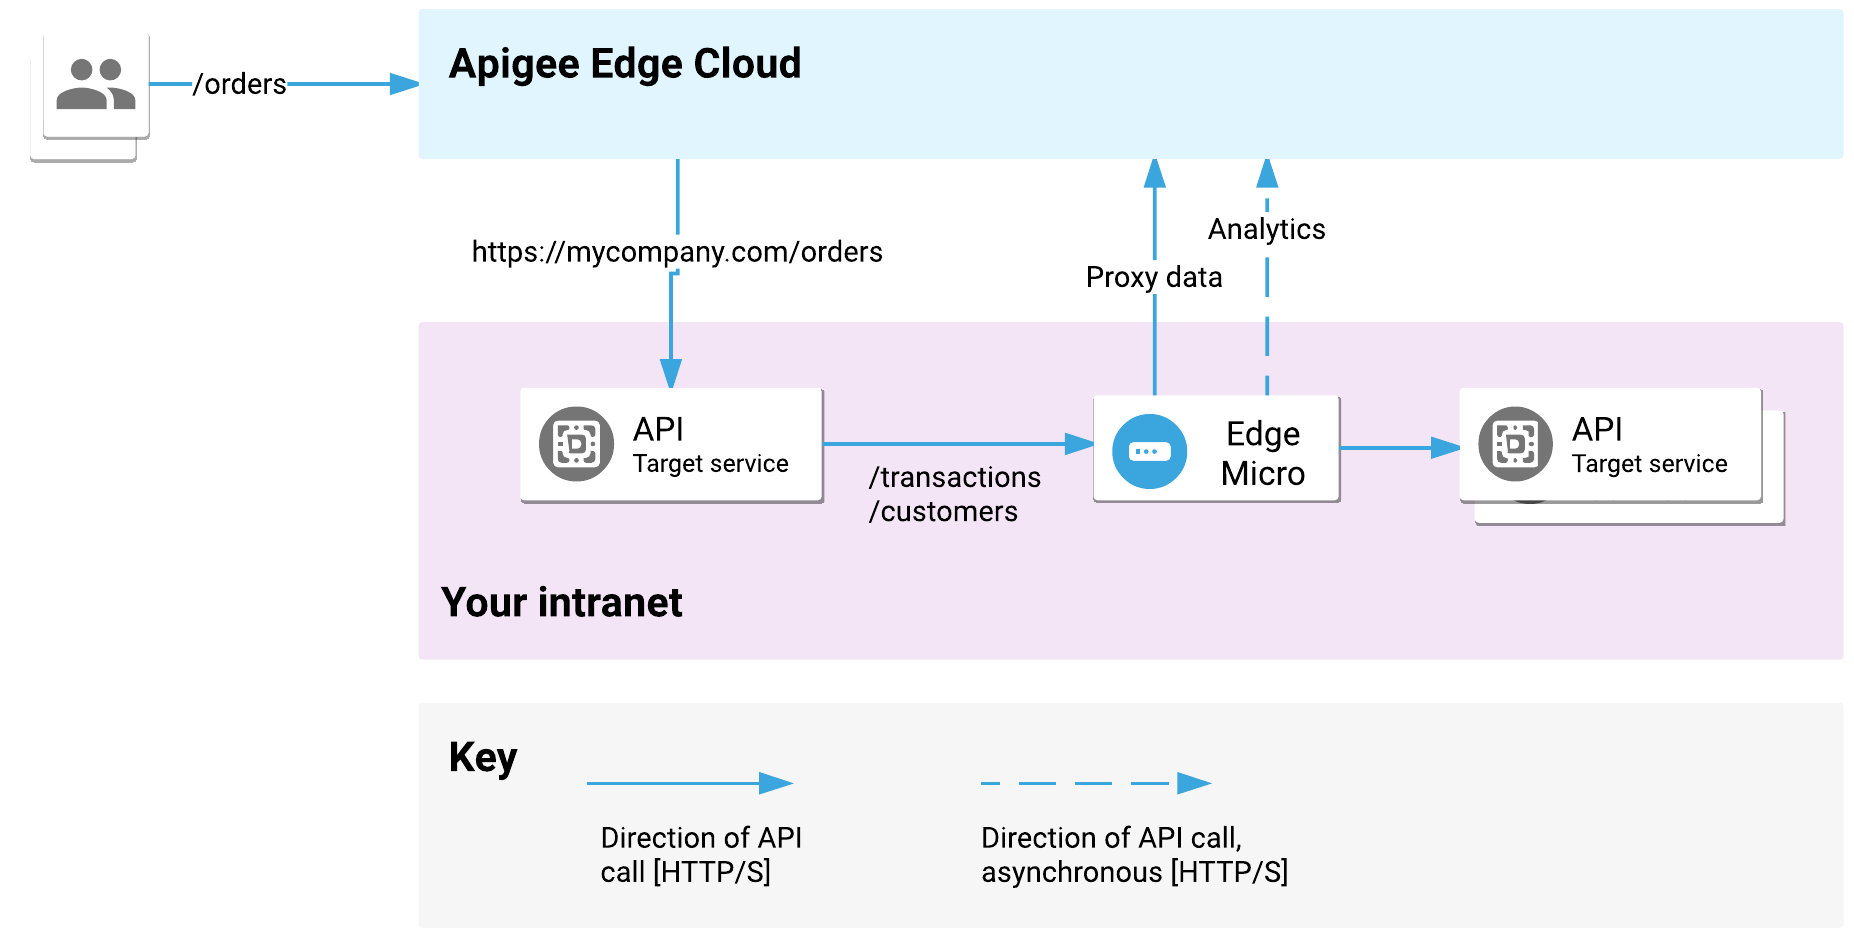 Apigee Edge Cloud
/orders
https://mycompany.com/orders
Analytics
Proxy data
API
Target service
/transactions
/customers
Edge
Micro
API
Target service
Your intranet
Key
Direction of API
call [HTTP/S]
Direction of API call,
asynchronous [HTTP/S]